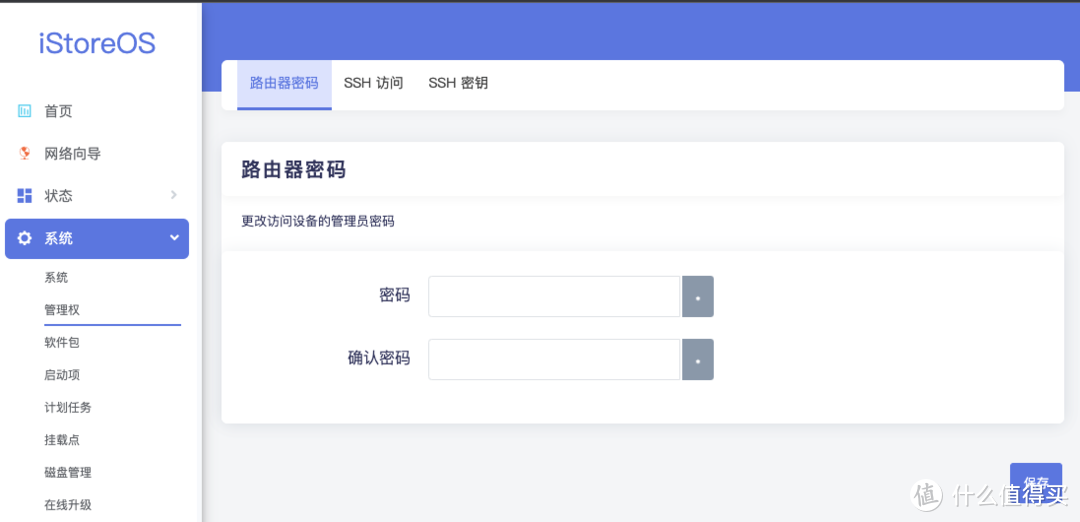 iStoreOS
首页
网络向导
状态
系统
系统
管理权
软件包
启动项
计划任务
挂载点
磁盘管理
在线升级
路由器密码 SSH 访问 SSH 密钥
路由器密码
更改访问设备的管理员密码
密码
确认密码
保存
值 什么值得买